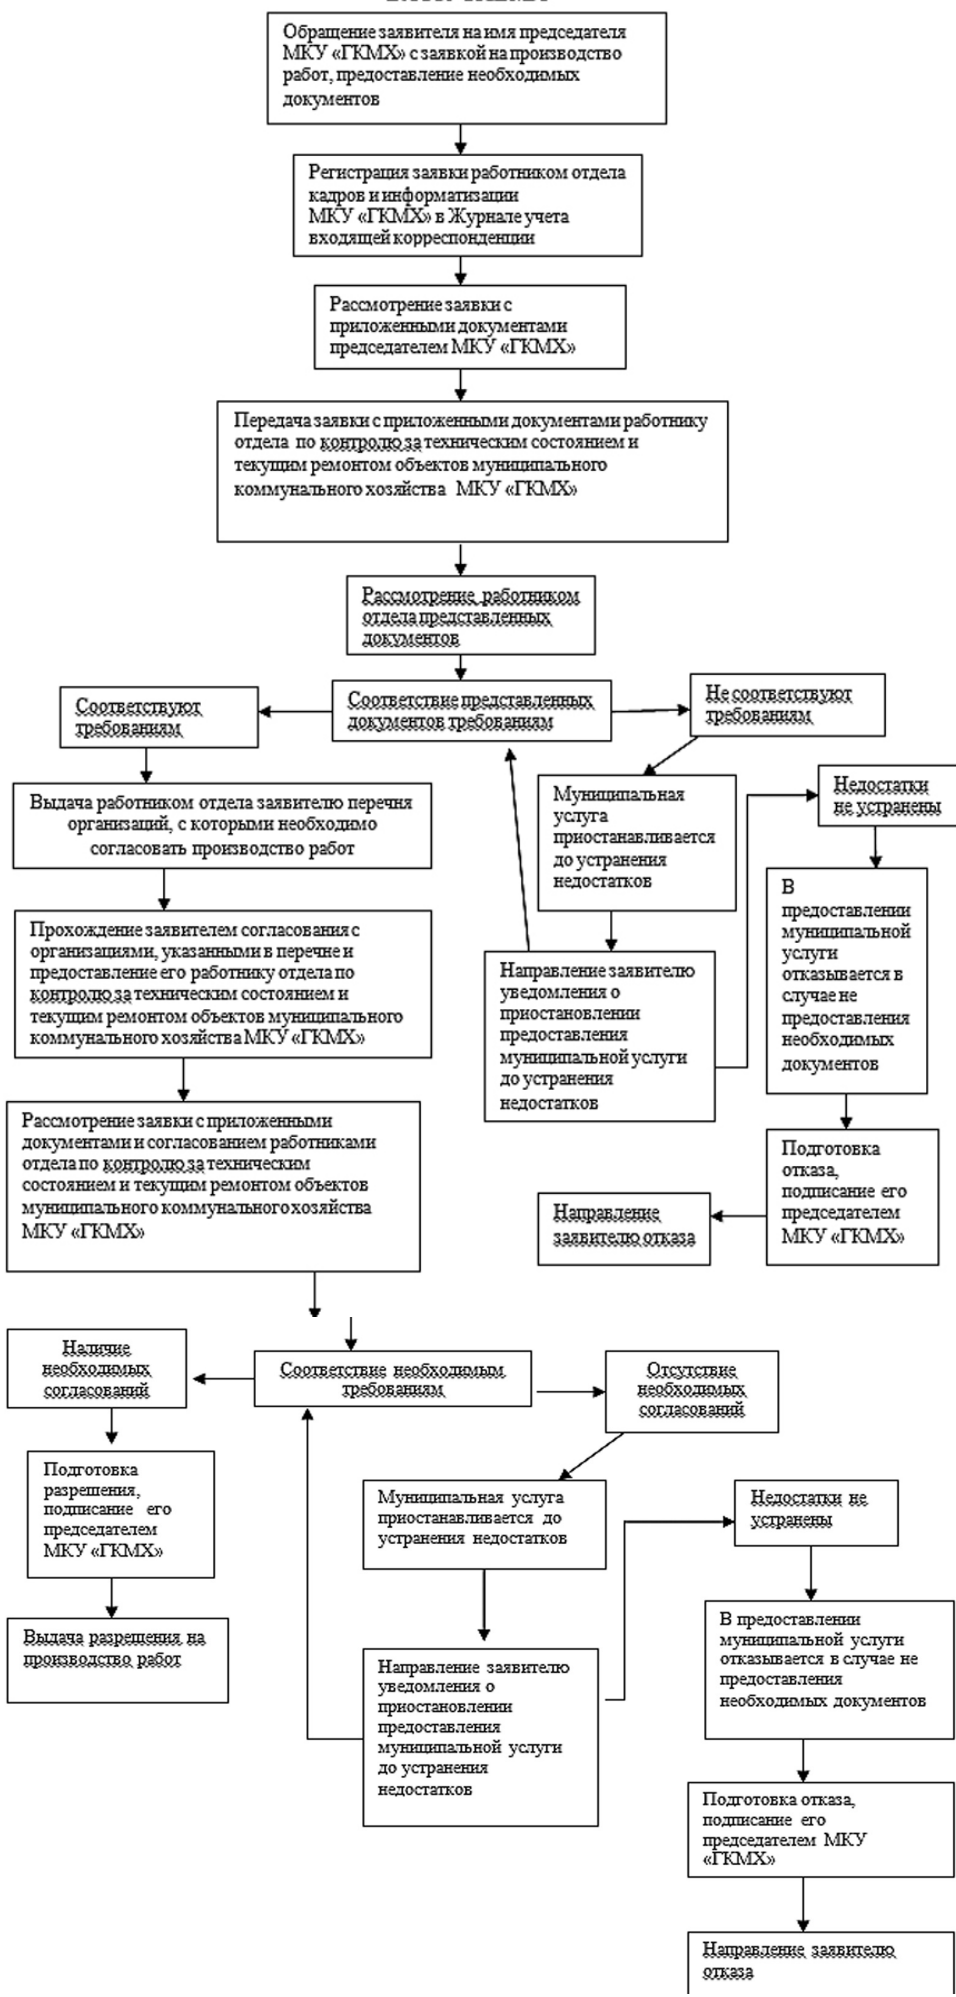 Обращение заявителя на имя председателя
МКУ «ГКМХ» с заявкой на производство
работ, предоставление необходимых
документов
Регистрация заявки работником отдела
кадров и информатизации
МКУ «ГКМХ» в Журнале учета
входящей корреспонденции
Рассмотрение заявки с
приложенными документами
председателем МКУ «ГКМХ»
Передача заявки с приложенными документами работнику
отдела по контролю за техническим состоянием и
текущим ремонтом объектов муниципального
коммунального хозяйства МКУ «ГКМХ»
Рассмотрение работником
отдела представленных
документов
Соответствуют
требованиям
Соответствие представленных
документов требованиям
Не соответствуют
требованиям
Выдача работником отдела заявителю перечня
организаций, с которыми необходимо
согласовать производство работ
Муниципальная
услуга
приостанавливается
до устранения
недостатков
Недостатки
не устранены
Прохождение заявителем согласования с
организациями, указанными в перечне и
предоставление его работнику отдела по
контролю за техническим состоянием и
текущим ремонтом объектов муниципального
коммунального хозяйства МКУ «ГКМХ»
Направление заявителю
уведомления о
приостановлении
предоставления
муниципальной услуги
до устранения
недостатков
В
предоставлении
муниципальной
услуги
отказывается в
случае не
предоставления
необходимых
документов
Рассмотрение заявки с приложенными
документами и согласованием работниками
отдела по контролю за техническим
состоянием и текущим ремонтом объектов
муниципального коммунального хозяйства
МКУ «ГКМХ»
Подготовка
отказа,
подписание его
председателем
МКУ «ГКМХ»
Направление
заявителю отказа
Наличие
необходимых
согласований
Соответствие необходимым
требованиям
Отсутствие
необходимых
согласований
Подготовка
разрешения,
подписание его
председателем
МКУ «ГКМХ»
Муниципальная услуга
приостанавливается до
устранения недостатков
Недостатки не
устранены
Выдача разрешения на
производство работ
Направление заявителю
уведомления о
приостановлении
предоставления
муниципальной услуги
до устранения
недостатков
В предоставлении
муниципальной услуги
отказывается в случае не
предоставления
необходимых документов
Подготовка отказа,
подписание его
председателем МКУ
«ГКМХ»
Направление заявителю
отказа